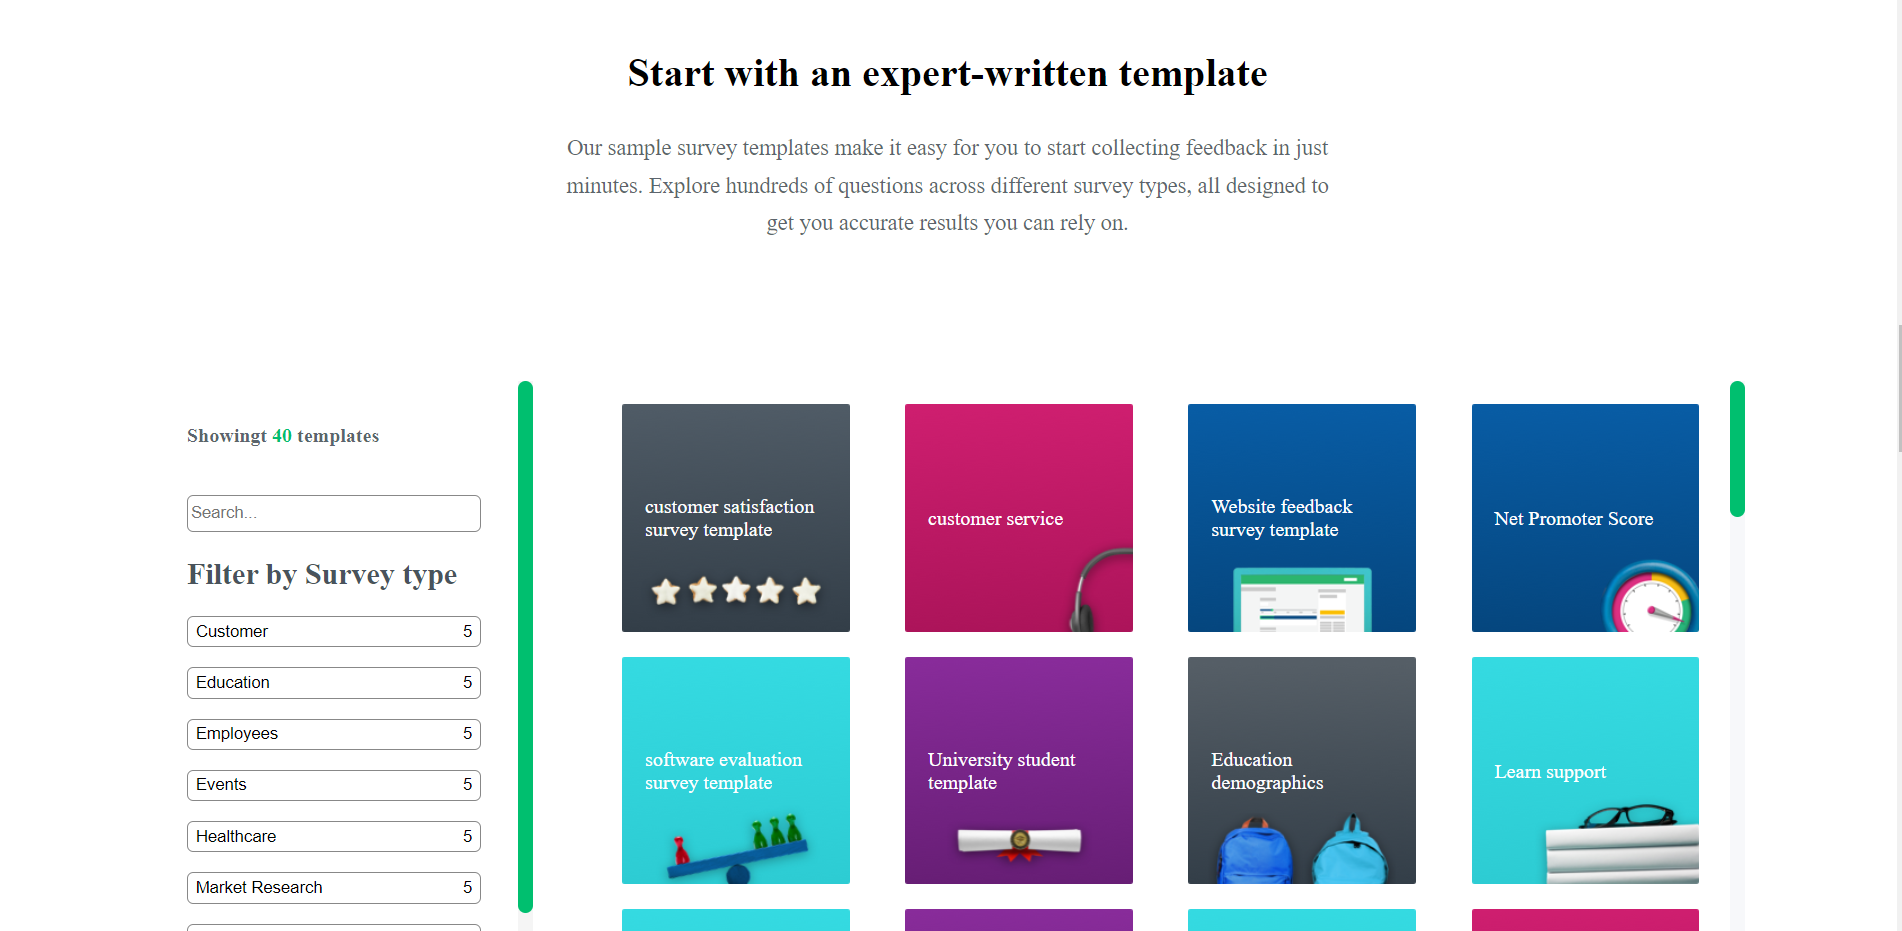 Start with an expert-written template
Our sample survey templates make it easy for you to start collecting feedback in just
minutes. Explore hundreds of questions across different survey types, all designed to
get you accurate results you can rely on.
Showingt 40 templates
Search...
Filter by Survey type
Customer 5
Education 5
Employees 5
Events 5
Healthcare 5
Market Research 5
customer satisfaction
survey template
customer service
Website feedback
survey template
Net Promoter Score
software evaluation
survey template
University student
template
Education
demographics
Learn support